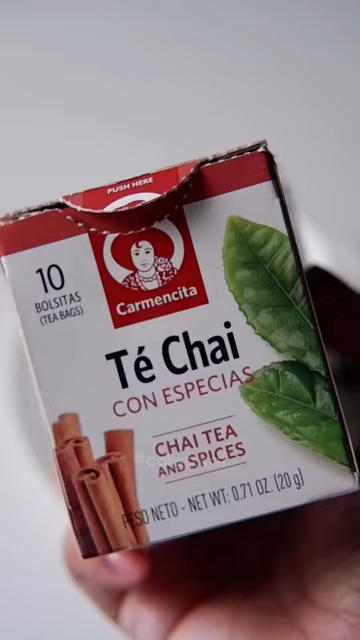 PUSH HERE
Carmencita
10
BOLSITAS
(TEA BAGS)
Té Chai
CON ESPECIAS
CHAI TEA
AND SPICES
PESO NETO - NET WT: 0.71 OZ. (20 g)